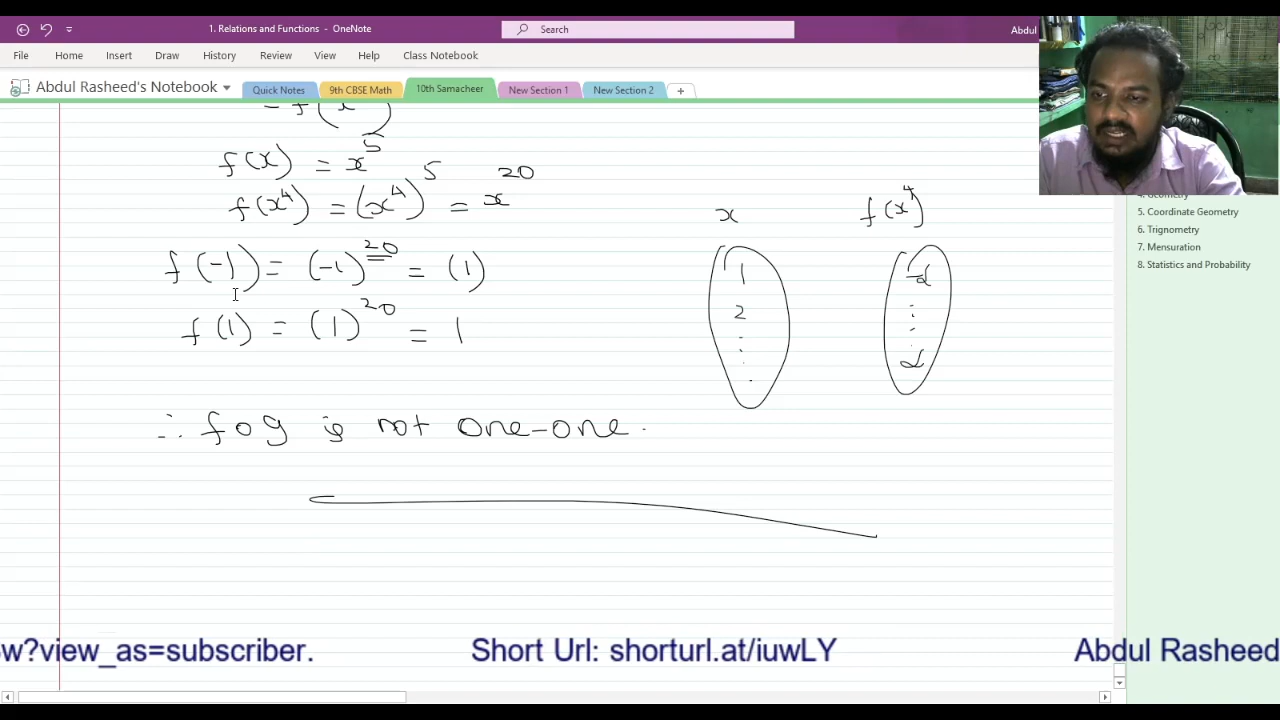 1. Relations and Functions - OneNote
Search
Abdul
File Home Insert Draw History Review View Help Class Notebook
Abdul Rasheed's Notebook
Quick Notes 9th CBSE Math 10th Samacheer New Section 1 New Section 2
= f(x
f(x) = x^5
f(x^4) = (x^4)^5 = x^20
f(-1) = (-1)^20 = (1)
f(1) = (1)^20 = 1
∴ fog is not one-one.
x f(x^4)
1
2
5. Coordinate Geometry
6. Trignometry
7. Mensuration
8. Statistics and Probability
ow?view_as=subscriber. Short Url: shorturl.at/iuwLY Abdul Rasheed